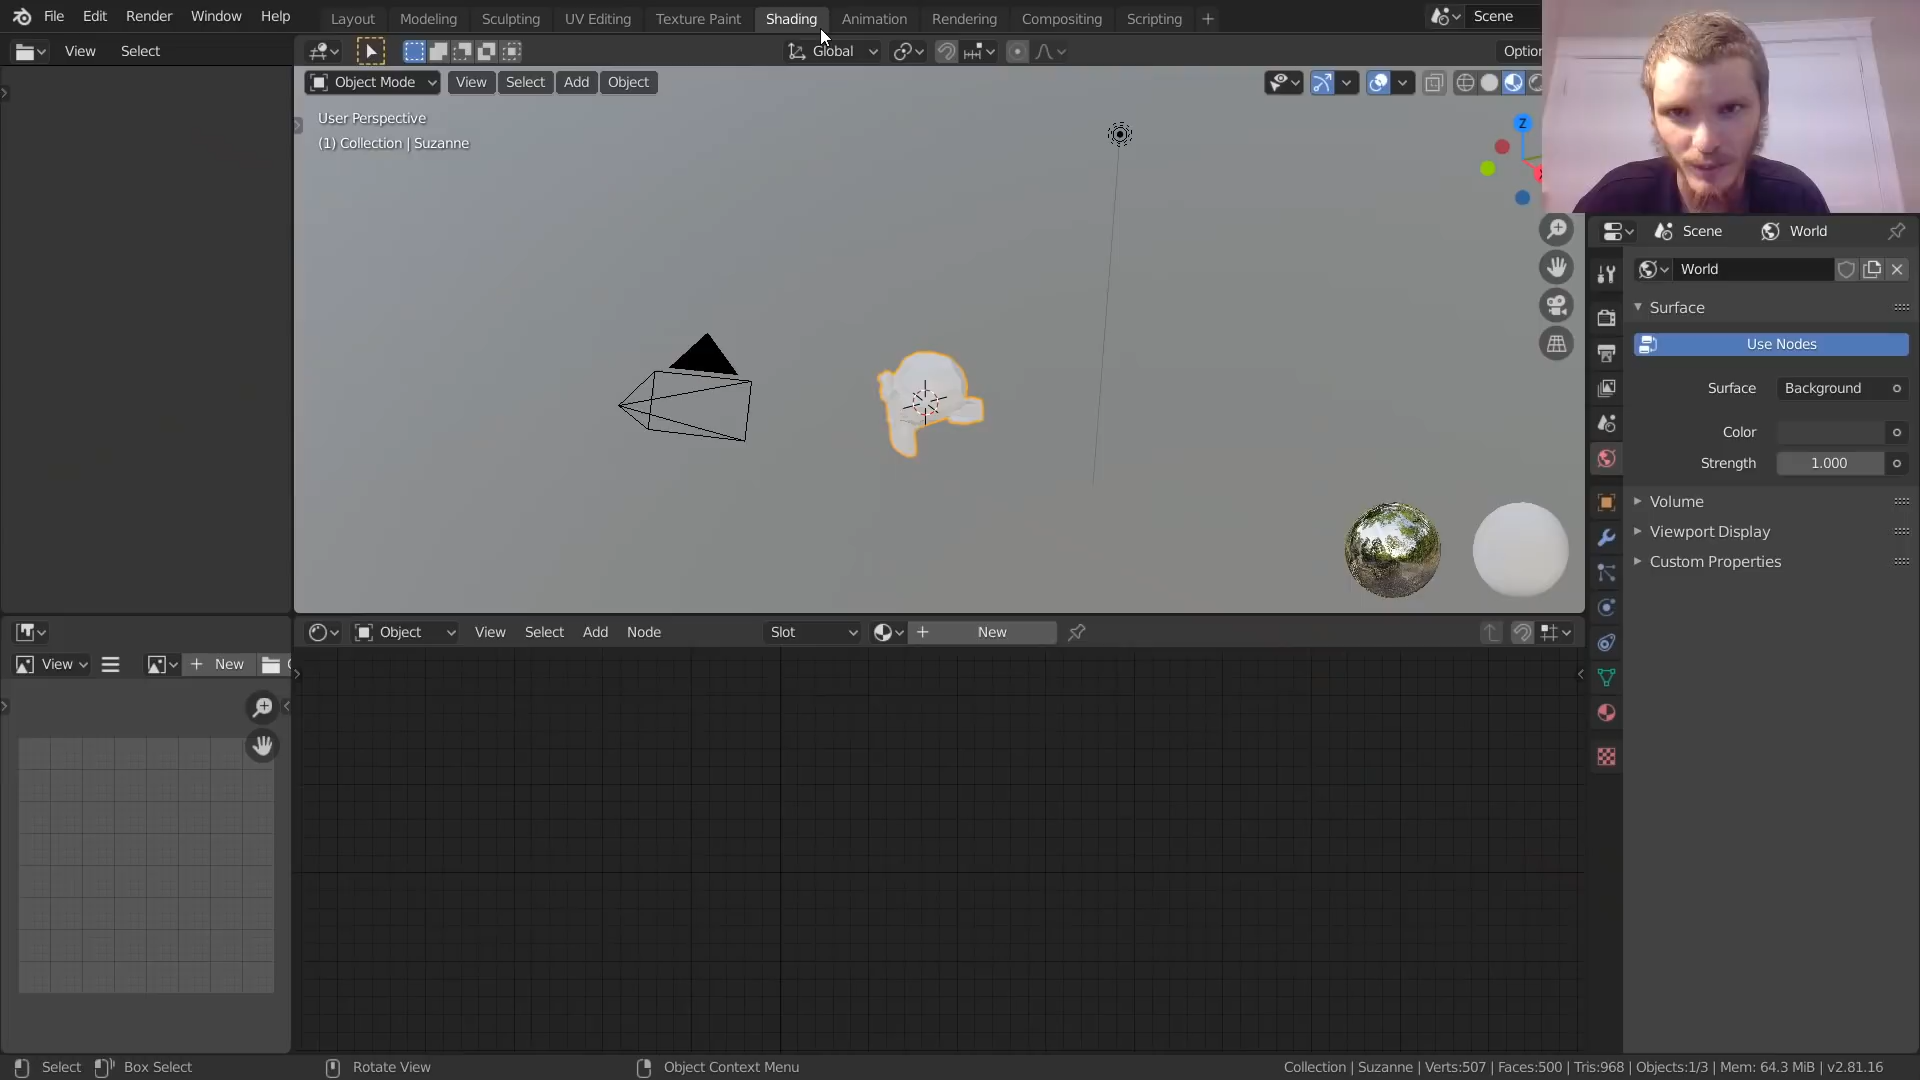 File Edit Render Window Help
Layout Modeling Sculpting UV Editing Texture Paint Shading Animation Rendering Compositing Scripting +
Scene
View Select
Global
Object Mode View Select Add Object
User Perspective
(1) Collection | Suzanne
Z
Scene World
World
Surface
Use Nodes
Surface Background
Color
Strength 1.000
Volume
Viewport Display
Custom Properties
Object View Select Add Node Slot + New
View + New
Select Box Select Rotate View Object Context Menu
Collection | Suzanne | Verts:507 | Faces:500 | Tris:968 | Objects:1/3 | Mem: 64.3 MiB | v2.81.16